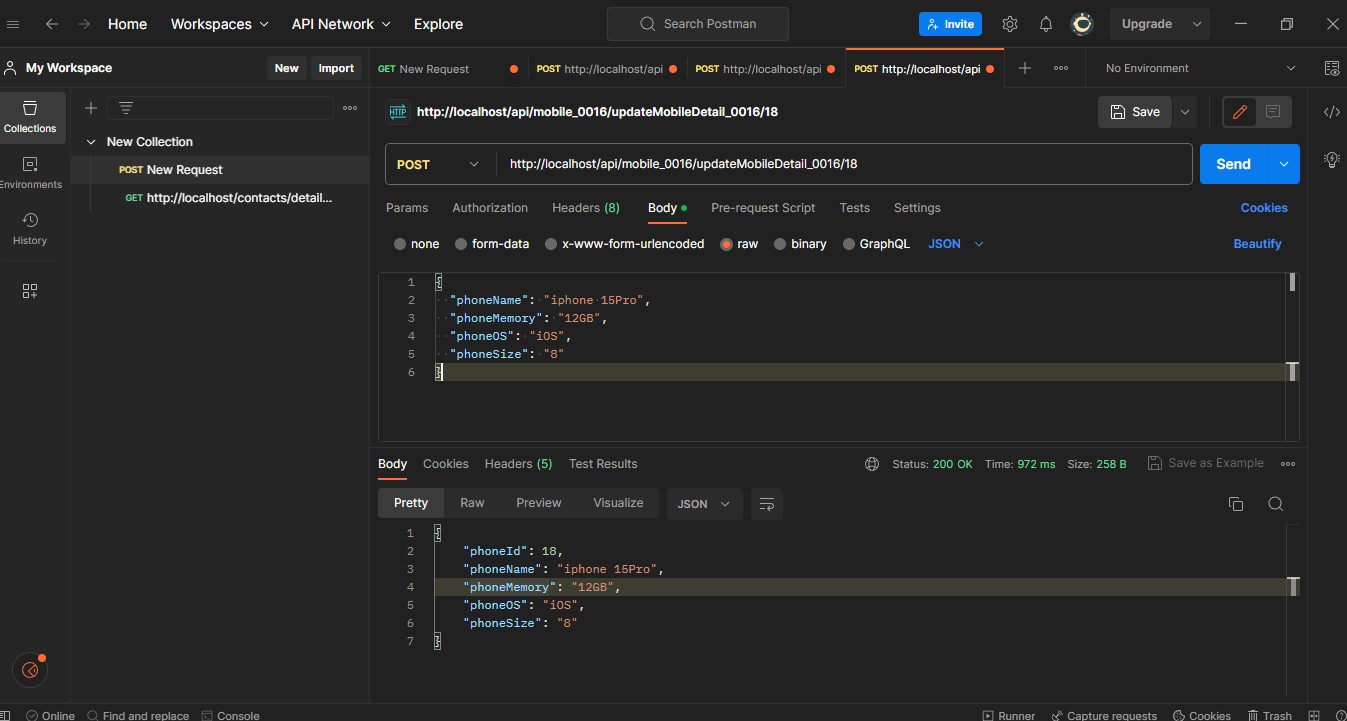 Home Workspaces API Network Explore Search Postman Invite Upgrade
My Workspace New Import GET New Request POST http://localhost/api POST http://localhost/api POST http://localhost/api No Environment
Collections
Environments
History
New Collection
POST New Request
GET http://localhost/contacts/detail...
HTTP http://localhost/api/mobile_0016/updateMobileDetail_0016/18 Save
POST http://localhost/api/mobile_0016/updateMobileDetail_0016/18 Send
Params Authorization Headers (8) Body Pre-request Script Tests Settings Cookies
none form-data x-www-form-urlencoded raw binary GraphQL JSON Beautify
1 {
2 "phoneName": "iphone 15Pro",
3 "phoneMemory": "12GB",
4 "phoneOS": "iOS",
5 "phoneSize": "8"
6 }
Body Cookies Headers (5) Test Results Status: 200 OK Time: 972 ms Size: 258 B Save as Example
Pretty Raw Preview Visualize JSON
1 {
2 "phoneId": 18,
3 "phoneName": "iphone 15Pro",
4 "phoneMemory": "12GB",
5 "phoneOS": "iOS",
6 "phoneSize": "8"
7 }
Online Find and replace Console Runner Capture requests Cookies Trash